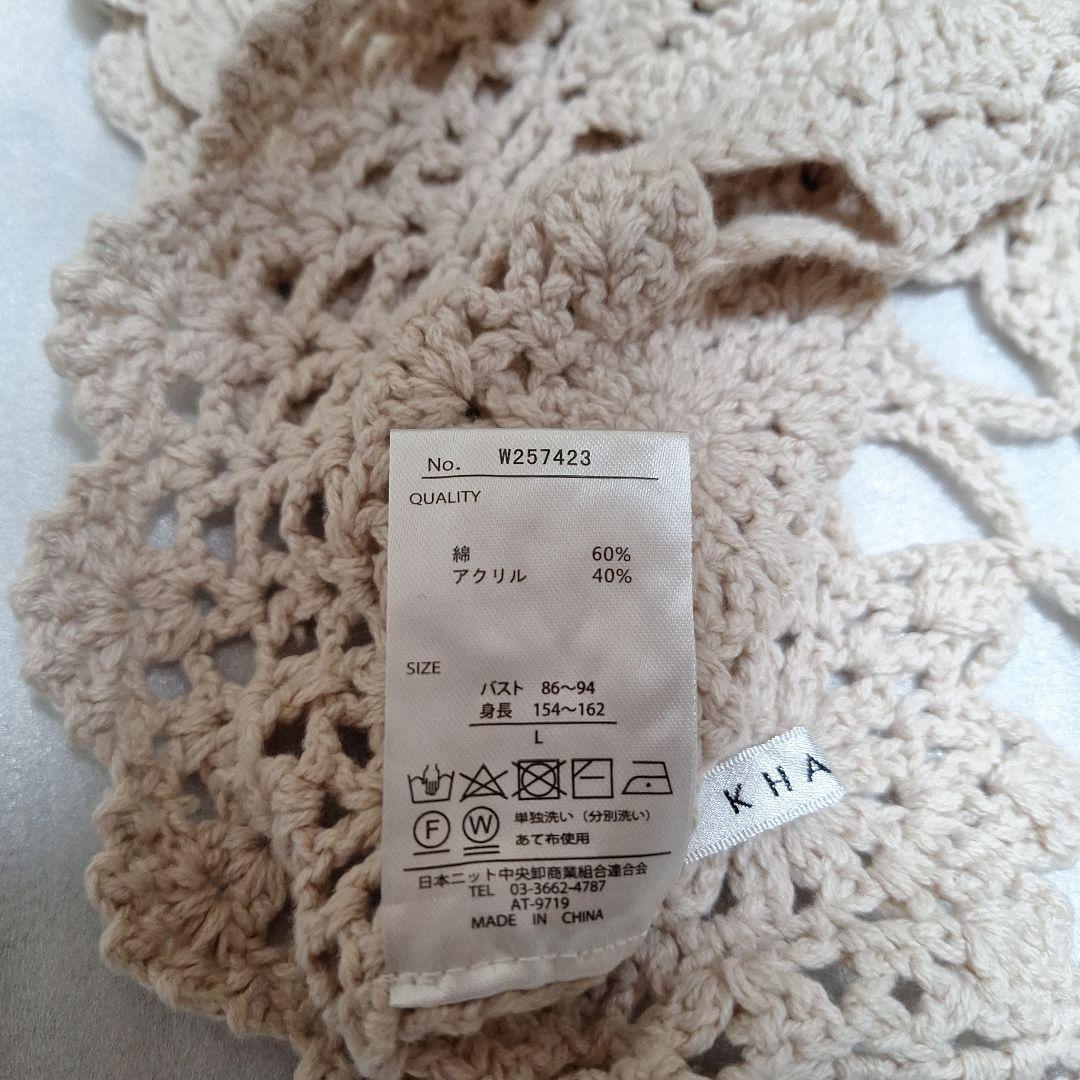 No. W257423
QUALITY
綿 60%
アクリル 40%
SIZE
バスト 86～94
身長 154～162
L
F W 単独洗い（分別洗い）
あて布使用
日本ニット中央卸商業組合連合会
TEL 03-3662-4787
AT-9719
MADE IN CHINA
KHA